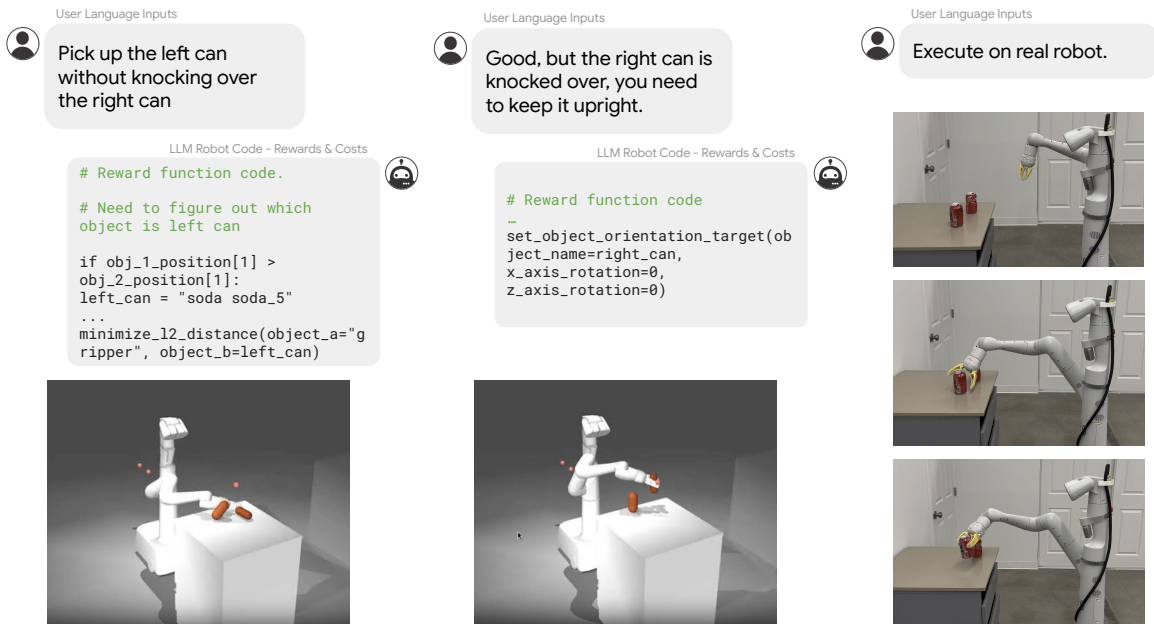 User Language Inputs
Pick up the left can
without knocking over
the right can
LLM Robot Code - Rewards & Costs
# Reward function code.
# Need to figure out which
object is left can
if obj_1_position[1] >
obj_2_position[1]:
left_can = "soda soda_5"
...
minimize_l2_distance(object_a="g
ripper", object_b=left_can)
User Language Inputs
Good, but the right can is
knocked over, you need
to keep it upright.
LLM Robot Code - Rewards & Costs
# Reward function code
…
set_object_orientation_target(ob
ject_name=right_can,
x_axis_rotation=0,
z_axis_rotation=0)
User Language Inputs
Execute on real robot.